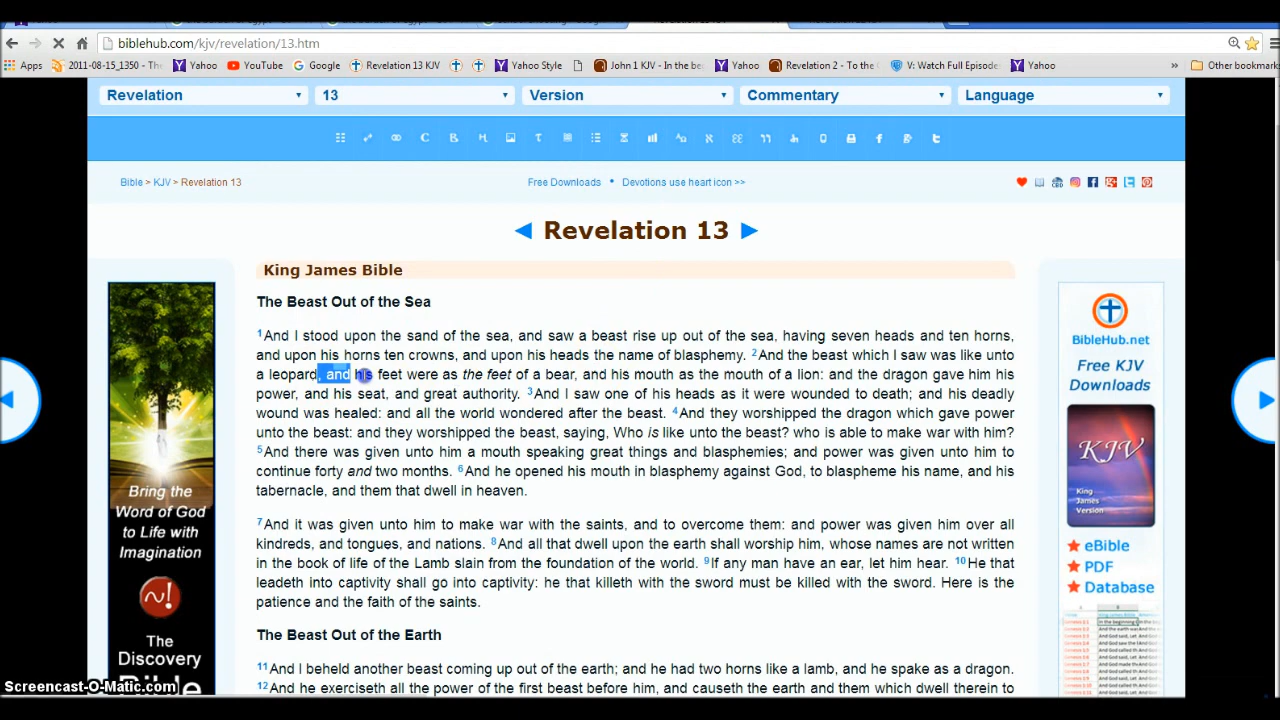 biblehub.com/kjv/revelation/13.htm
Apps 2011-08-15_1350 - The Yahoo YouTube Google Revelation 13 KJV Yahoo Style John 1 KJV - In the be Yahoo Revelation 2 - To the V: Watch Full Episode Yahoo » Other bookmark
Revelation 13 Version Commentary Language
Bible > KJV > Revelation 13 Free Downloads • Devotions use heart icon >>
◄ Revelation 13 ►
King James Bible
The Beast Out of the Sea
1And I stood upon the sand of the sea, and saw a beast rise up out of the sea, having seven heads and ten horns,
and upon his horns ten crowns, and upon his heads the name of blasphemy. 2And the beast which I saw was like unto
a leopard, and his feet were as the feet of a bear, and his mouth as the mouth of a lion: and the dragon gave him his
power, and his seat, and great authority. 3And I saw one of his heads as it were wounded to death; and his deadly
wound was healed: and all the world wondered after the beast. 4And they worshipped the dragon which gave power
unto the beast: and they worshipped the beast, saying, Who is like unto the beast? who is able to make war with him?
5And there was given unto him a mouth speaking great things and blasphemies; and power was given unto him to
continue forty and two months. 6And he opened his mouth in blasphemy against God, to blaspheme his name, and his
tabernacle, and them that dwell in heaven.
7And it was given unto him to make war with the saints, and to overcome them: and power was given him over all
kindreds, and tongues, and nations. 8And all that dwell upon the earth shall worship him, whose names are not written
in the book of life of the Lamb slain from the foundation of the world. 9If any man have an ear, let him hear. 10He that
leadeth into captivity shall go into captivity: he that killeth with the sword must be killed with the sword. Here is the
patience and the faith of the saints.
The Beast Out of the Earth
11And I beheld another beast coming up out of the earth; and he had two horns like a lamb, and he spake as a dragon.
12And he exerciseth all the power of the first beast before him, and causeth the earth and them which dwell therein to
Bring the
Word of God
to Life with
Imagination
The
Discovery
Bible
BibleHub.net
Free KJV
Downloads
KJV
King
James
Version
eBible
PDF
Database
Screencast-O-Matic.com